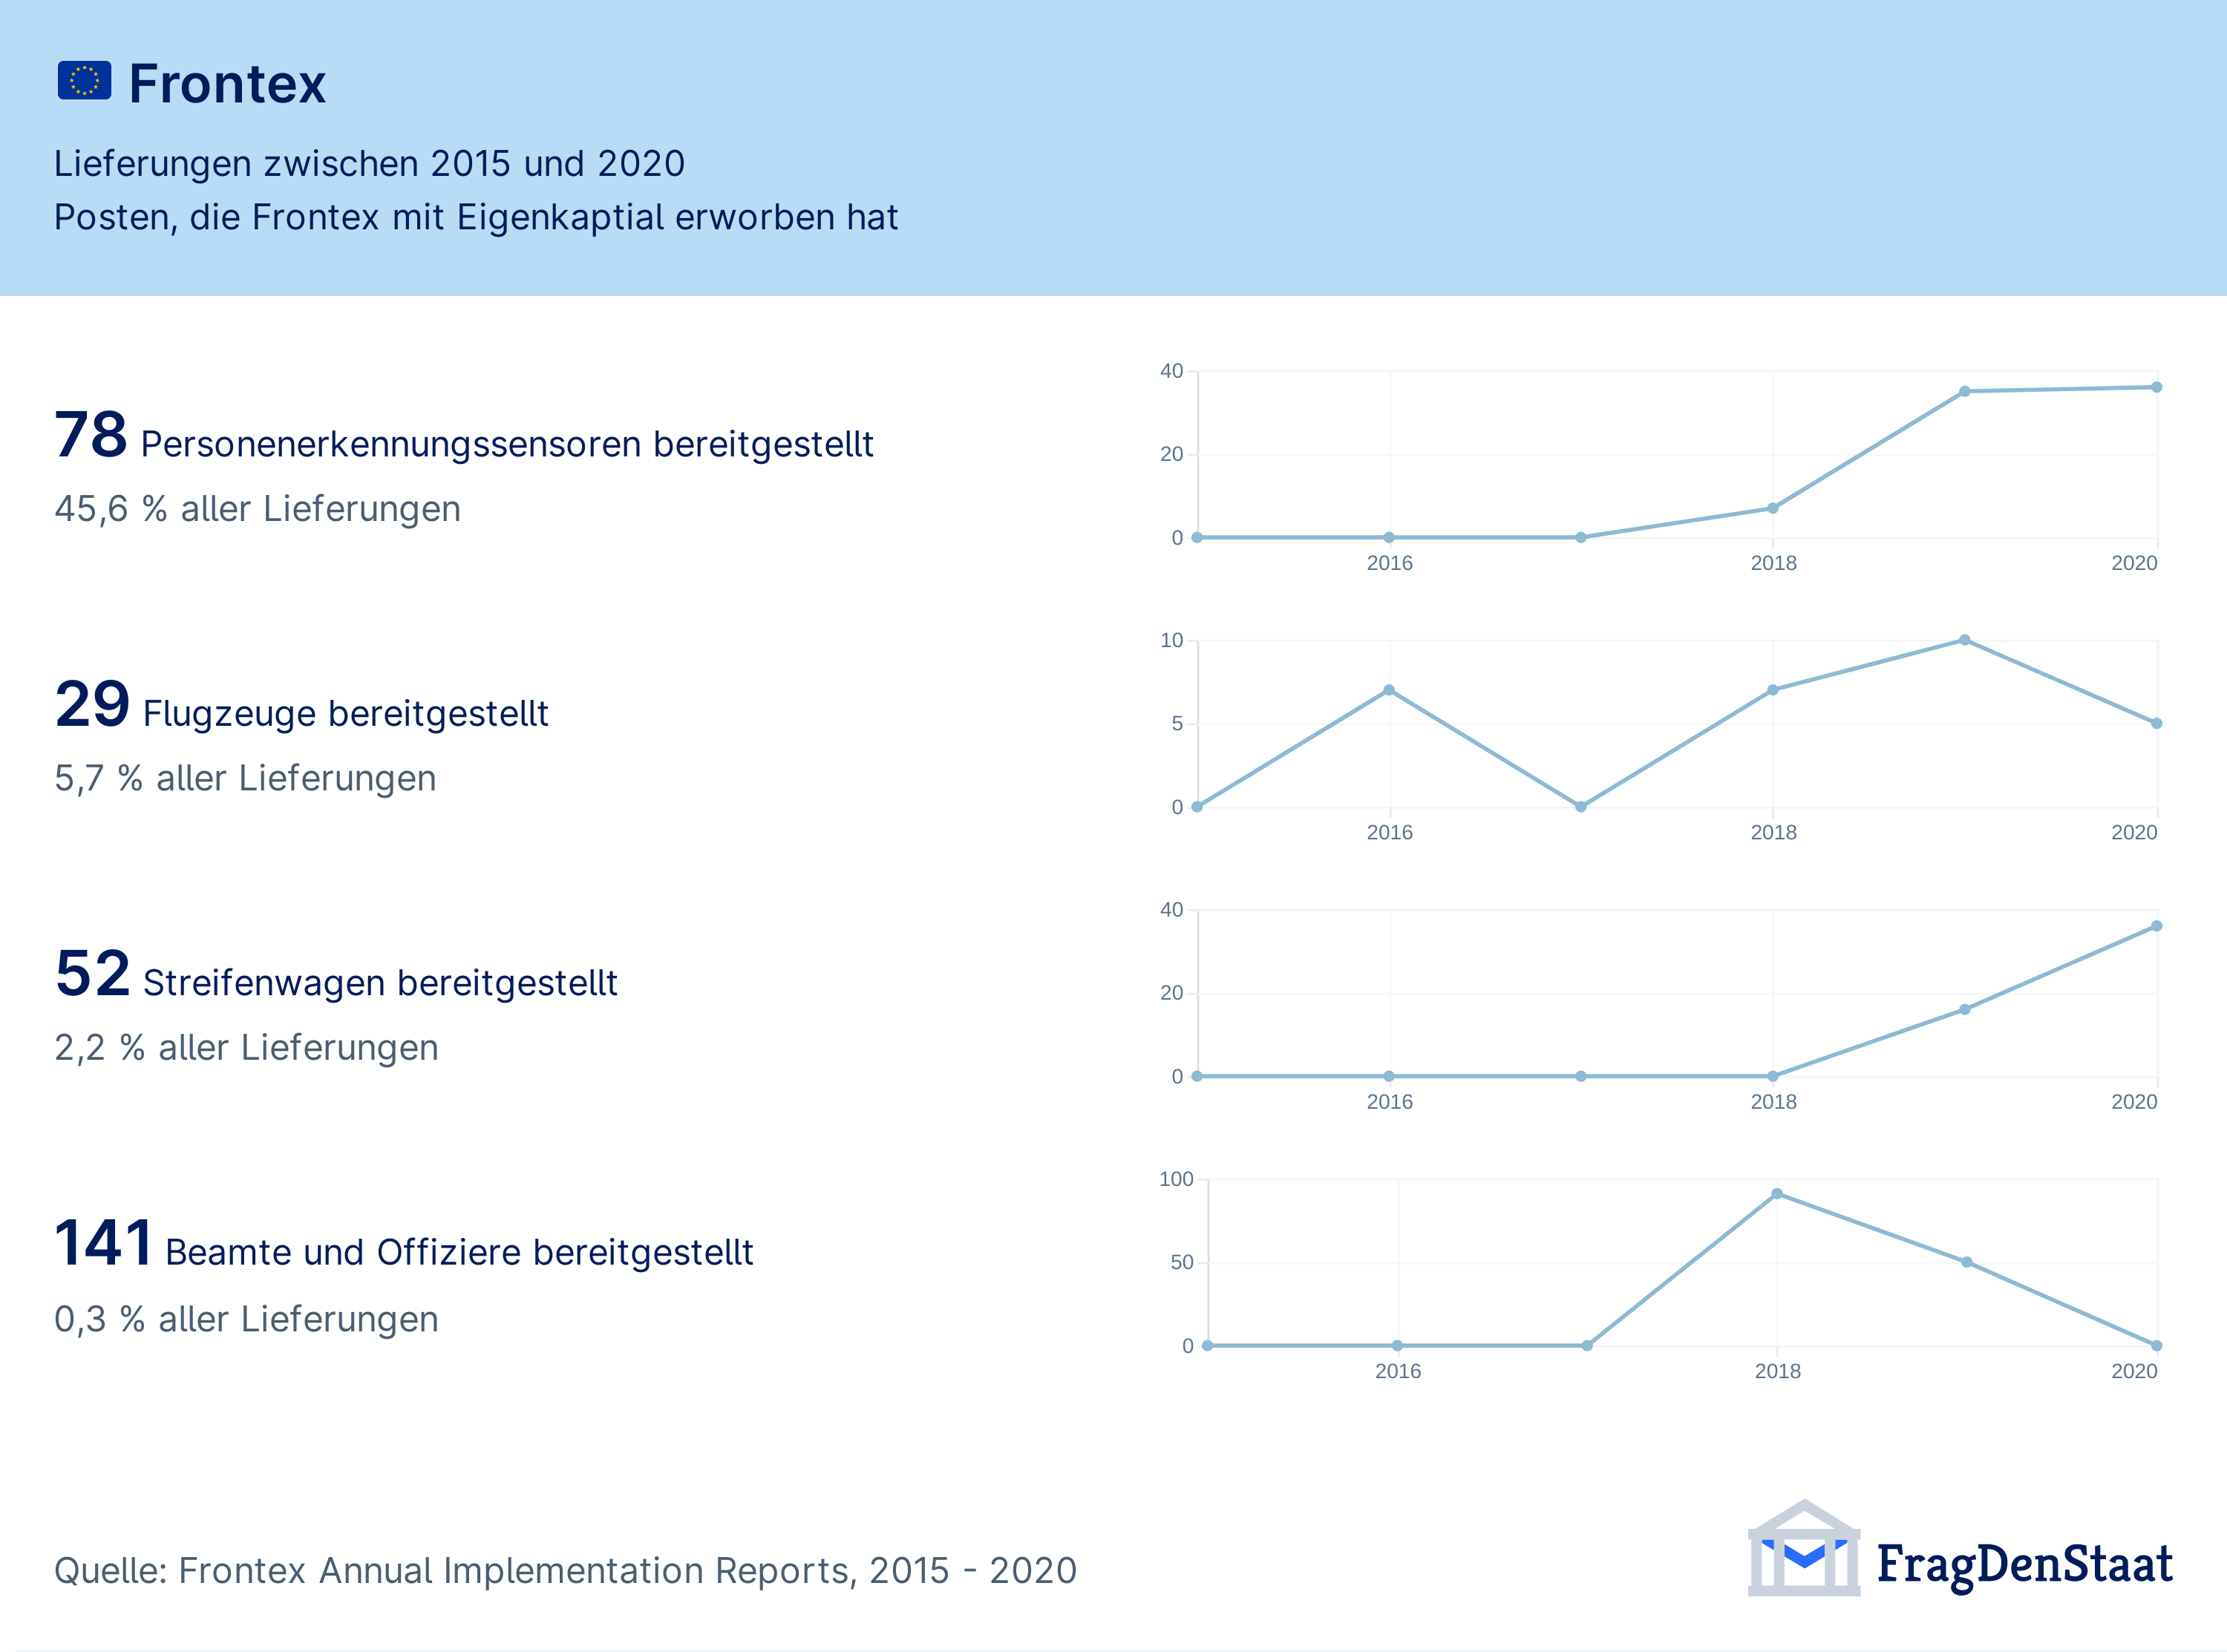 Frontex
Lieferungen zwischen 2015 und 2020
Posten, die Frontex mit Eigenkaptial erworben hat
78 Personenerkennungssensoren bereitgestellt
45,6 % aller Lieferungen
40
20
0
2016 2018 2020
29 Flugzeuge bereitgestellt
5,7 % aller Lieferungen
10
5
0
2016 2018 2020
52 Streifenwagen bereitgestellt
2,2 % aller Lieferungen
40
20
0
2016 2018 2020
141 Beamte und Offiziere bereitgestellt
0,3 % aller Lieferungen
100
50
0
2016 2018 2020
Quelle: Frontex Annual Implementation Reports, 2015 - 2020
FragDenStaat